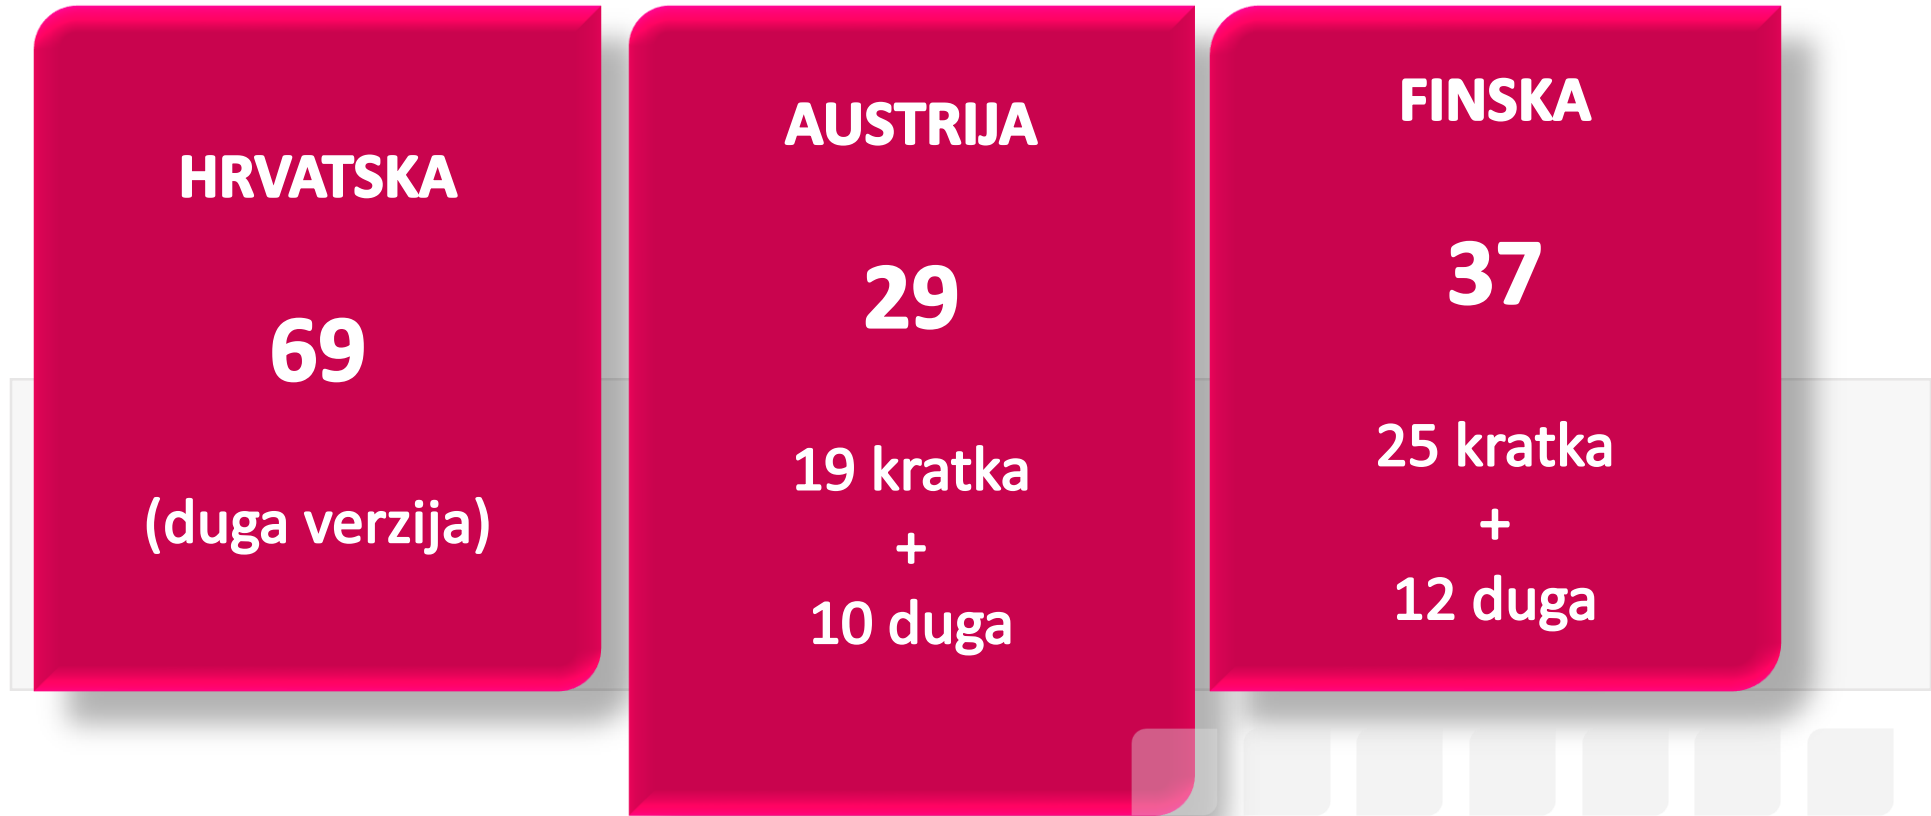 HRVATSKA
69
(duga verzija)
AUSTRIJA
29
19 kratka
+
10 duga
FINSKA
37
25 kratka
+
12 duga